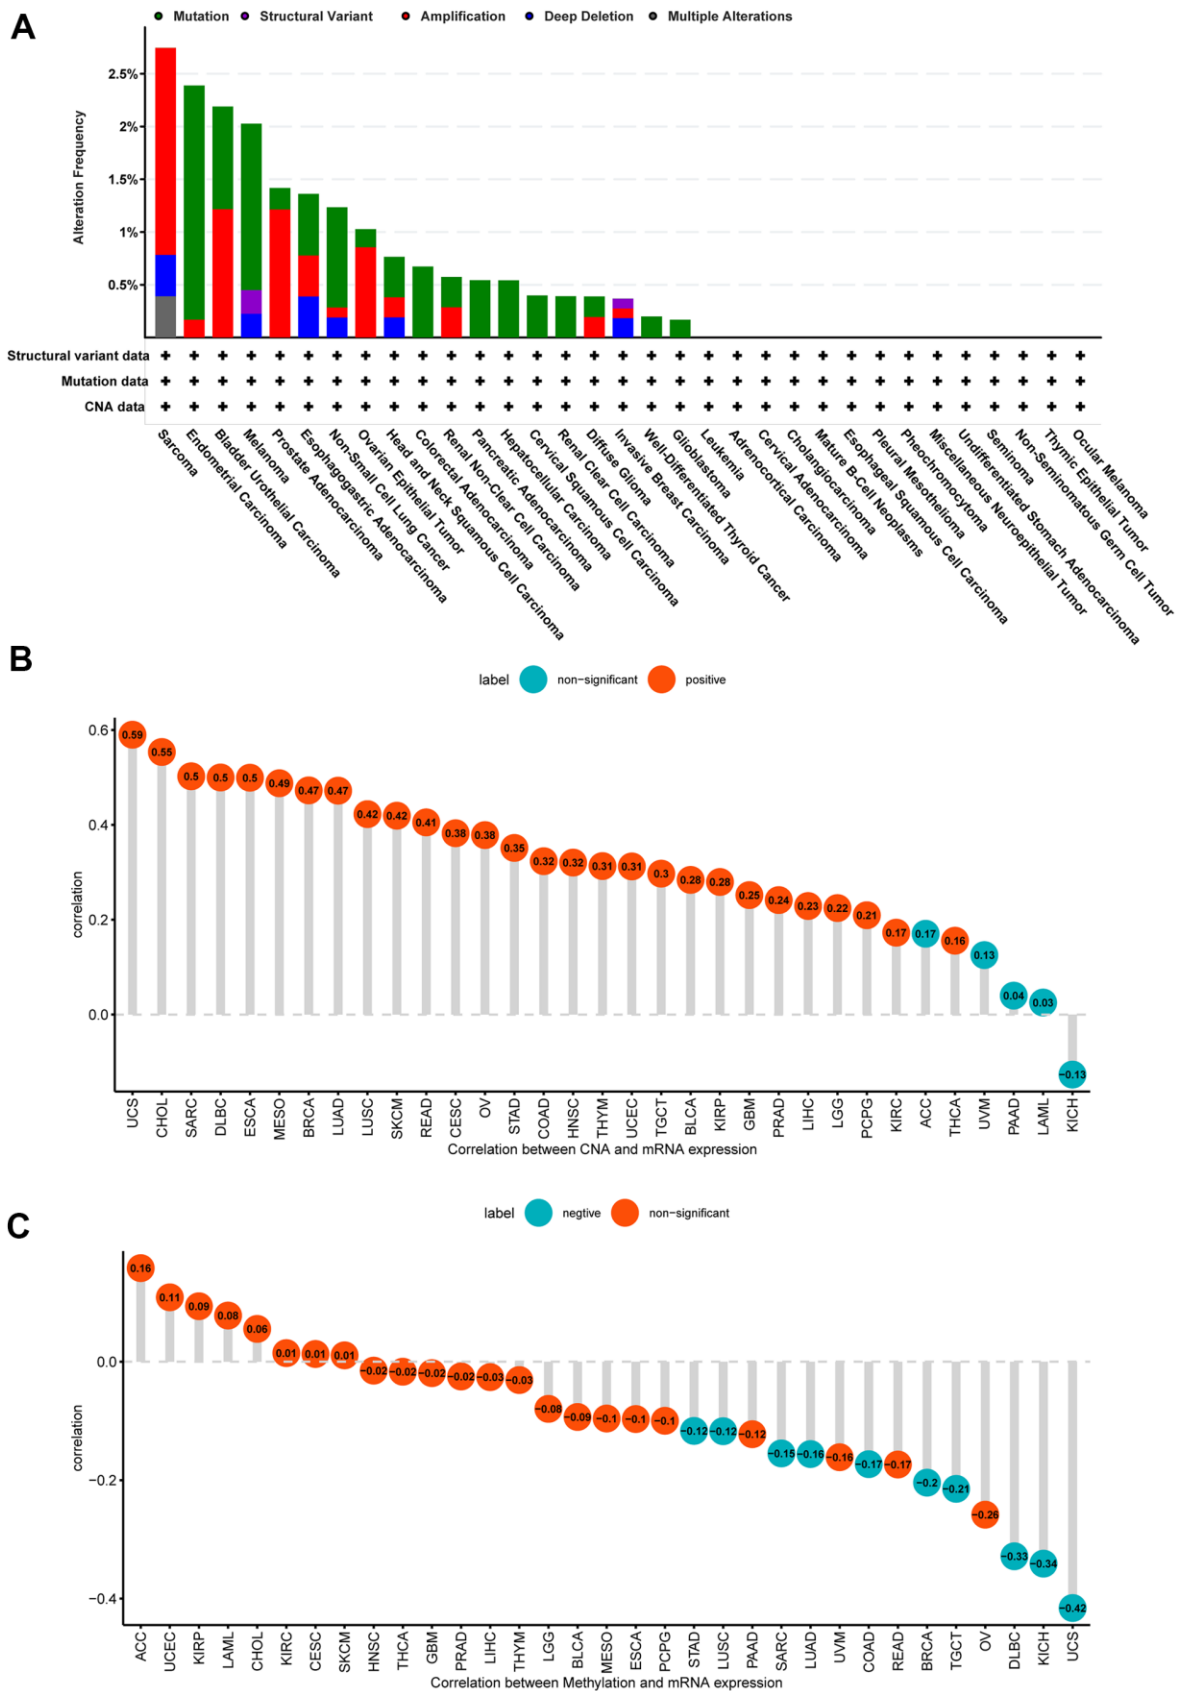 A
Mutation Structural Variant Amplification Deep Deletion Multiple Alterations
Alteration Frequency
2.5%
2%
1.5%
1%
0.5%
Structural variant data
Mutation data
CNA data
Sarcoma
Endometrial Carcinoma
Bladder Urothelial Carcinoma
Melanoma
Prostate Adenocarcinoma
Esophagogastric Adenocarcinoma
Non-Small Cell Lung Cancer
Ovarian Epithelial Tumor
Head and Neck Squamous Cell Carcinoma
Colorectal Adenocarcinoma
Renal Non-Clear Cell Carcinoma
Pancreatic Adenocarcinoma
Hepatocellular Carcinoma
Cervical Squamous Cell Carcinoma
Renal Clear Cell Carcinoma
Diffuse Glioma
Invasive Breast Carcinoma
Well-Differentiated Thyroid Cancer
Glioblastoma
Leukemia
Adrenocortical Carcinoma
Cervical Adenocarcinoma
Cholangiocarcinoma
Mature B-Cell Neoplasms
Esophageal Squamous Cell Carcinoma
Pleural Mesothelioma
Pheochromocytoma
Miscellaneous Neuroepithelial Tumor
Undifferentiated Stomach Adenocarcinoma
Seminoma
Non-Seminomatous Germ Cell Tumor
Thymic Epithelial Tumor
Ocular Melanoma
B
label non-significant positive
correlation
0.6
0.4
0.2
0.0
0.59 0.55 0.5 0.5 0.5 0.49 0.47 0.47 0.42 0.42 0.41 0.38 0.38 0.35 0.32 0.32 0.31 0.31 0.3 0.28 0.28 0.25 0.24 0.23 0.22 0.21 0.17 0.17 0.16 0.13 0.04 0.03 -0.13
UCS CHOL SARC DLBC ESCA MESO BRCA LUAD LUSC SKCM READ CESC OV STAD COAD HNSC THYM UCEC TGCT BLCA KIRP GBM PRAD LIHC LGG PCPG KIRC ACC THCA UVM PAAD LAML KICH
Correlation between CNA and mRNA expression
C
label negtive non-significant
correlation
0.0
-0.2
-0.4
0.16 0.11 0.09 0.08 0.06 0.01 0.01 0.01 -0.02 -0.02 -0.02 -0.02 -0.03 -0.03 -0.08 -0.09 -0.1 -0.1 -0.1 -0.12 -0.12 -0.12 -0.15 -0.16 -0.16 -0.17 -0.17 -0.2 -0.21 -0.26 -0.33 -0.34 -0.42
ACC UCEC KIRP LAML CHOL KIRC CESC SKCM HNSC THCA GBM PRAD LIHC THYM LGG BLCA MESO ESCA PCPG STAD LUSC PAAD SARC LUAD UVM COAD READ BRCA TGCT OV DLBC KICH UCS
Correlation between Methylation and mRNA expression